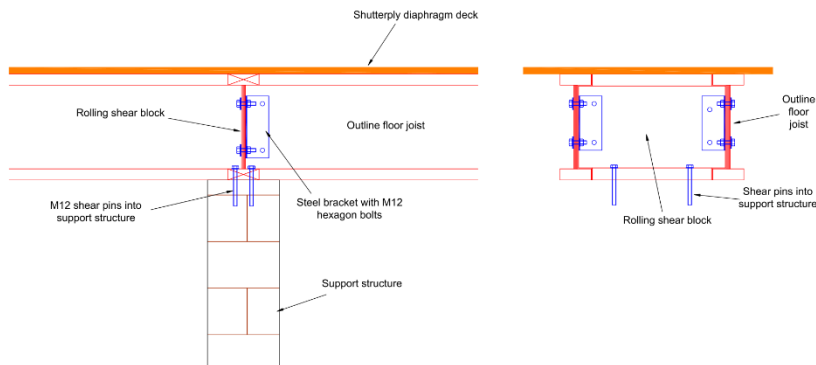 Shutterply diaphragm deck
Rolling shear block
Outline floor joist
M12 shear pins into
support structure
Steel bracket with M12
hexagon bolts
Support structure
Outline
floor
joist
Shear pins into
support structure
Rolling shear block